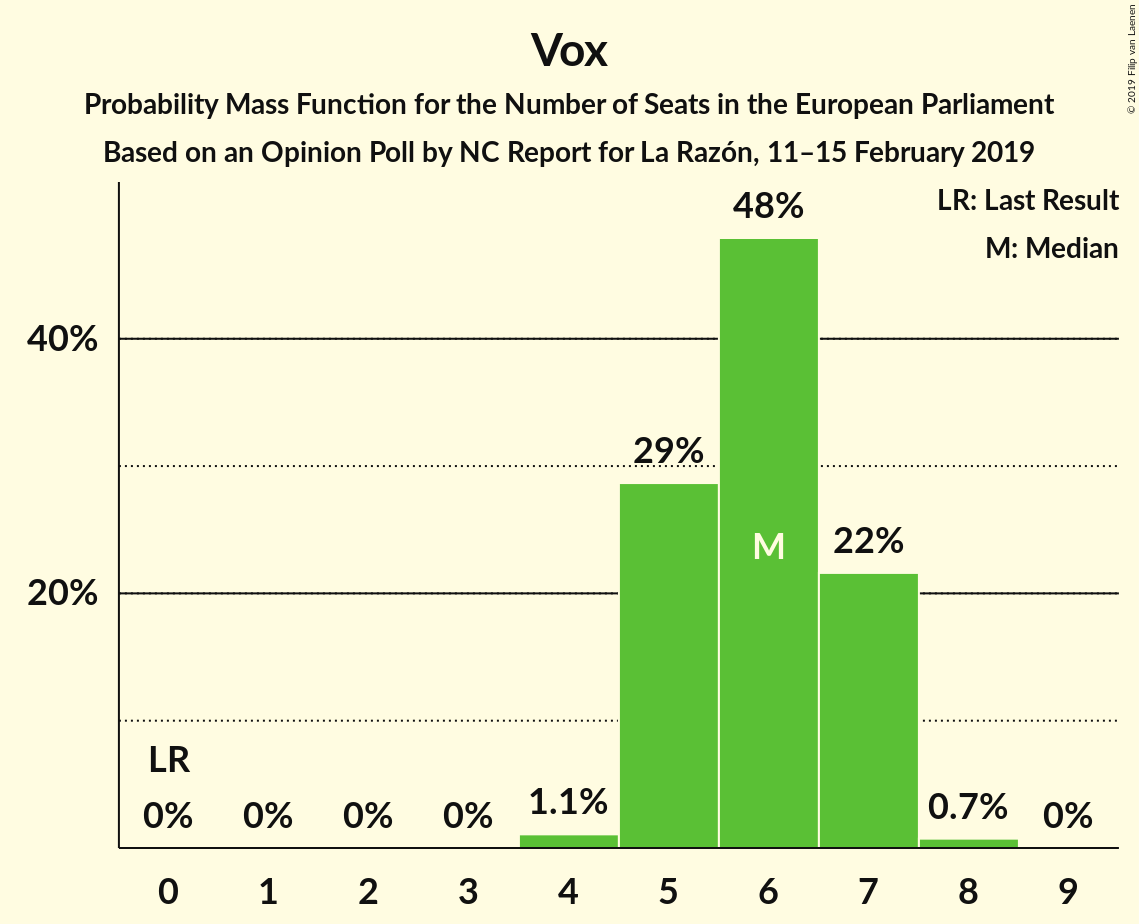 Vox
Probability Mass Function for the Number of Seats in the European Parliament
Based on an Opinion Poll by NC Report for La Razón, 11–15 February 2019
© 2019 Filip van Laenen
LR: Last Result
M: Median
48%
40%
29%
M
22%
20%
LR
0%
0%
0%
0%
1.1%
0.7%
0%
0
1
2
3
4
5
6
7
8
9